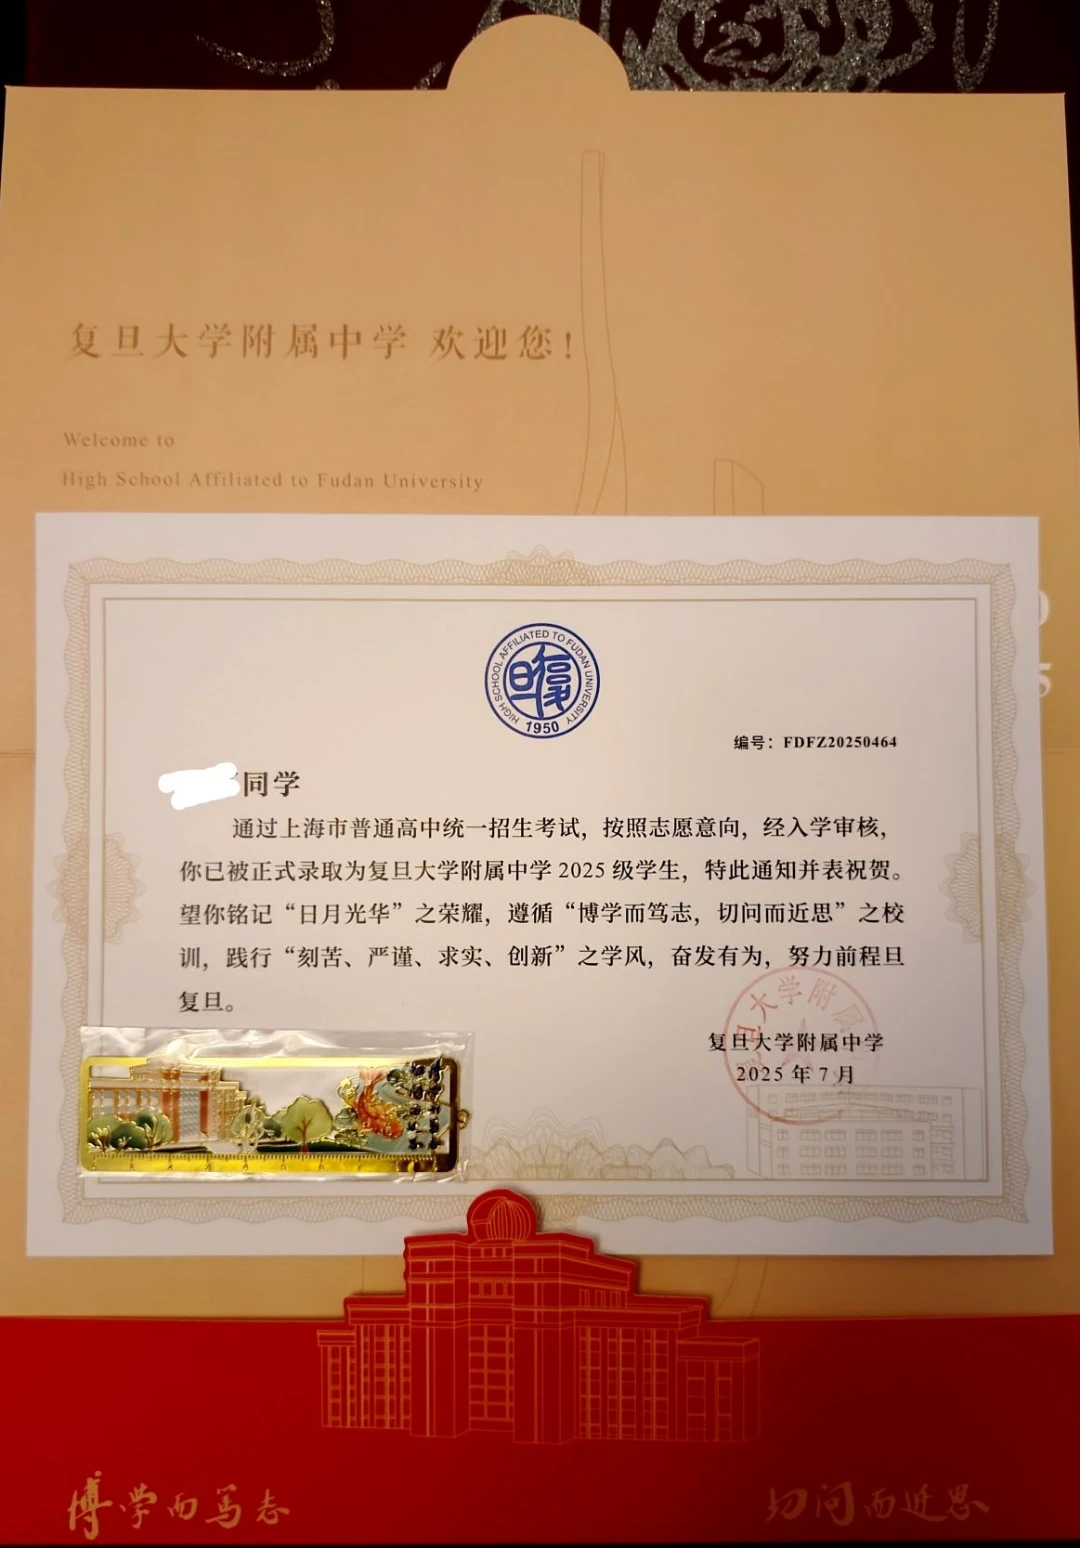 复旦大学附属中学 欢迎您！
Welcome to
High School Affiliated to Fudan University
HIGH SCHOOL AFFILIATED TO FUDAN UNIVERSITY
1950
编号：FDFZ20250464
同学
通过上海市普通高中统一招生考试，按照志愿意向，经入学审核，
你已被正式录取为复旦大学附属中学 2025 级学生，特此通知并表祝贺。
望你铭记“日月光华”之荣耀，遵循“博学而笃志，切问而近思”之校
训，践行“刻苦、严谨、求实、创新”之学风，奋发有为，努力前程旦
复旦。
复旦大学附属中学
2025 年 7 月
博学而笃志
切问而近思